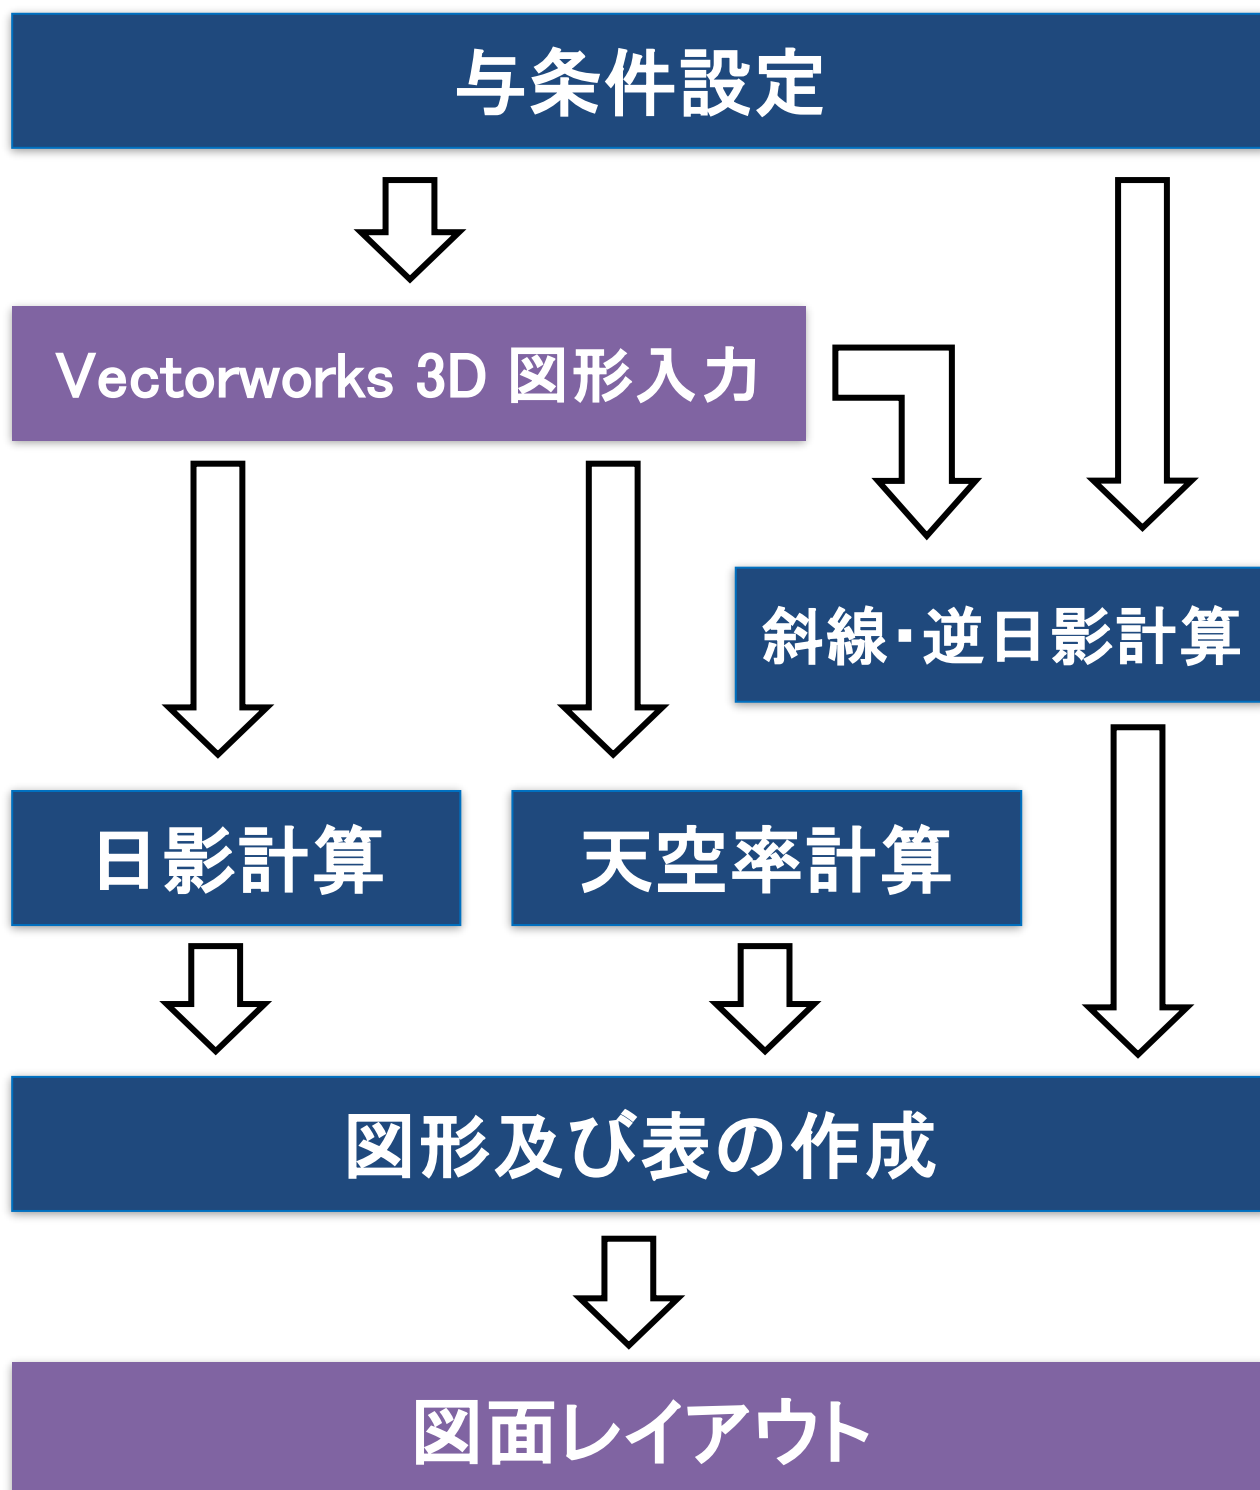 与条件設定
Vectorworks 3D 図形入力
斜線・逆日影計算
日影計算
天空率計算
図形及び表の作成
図面レイアウト